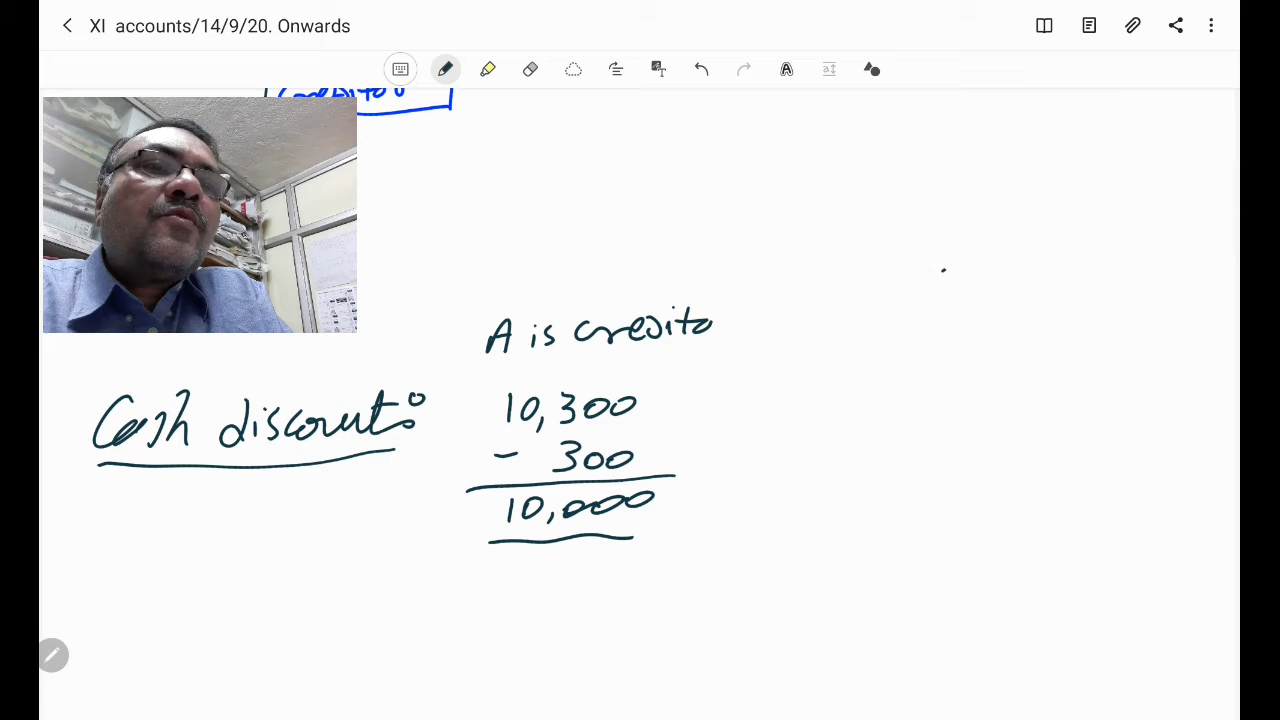 XI accounts/14/9/20. Onwards
A is credito
Cash discount:
10,300
- 300
10,000